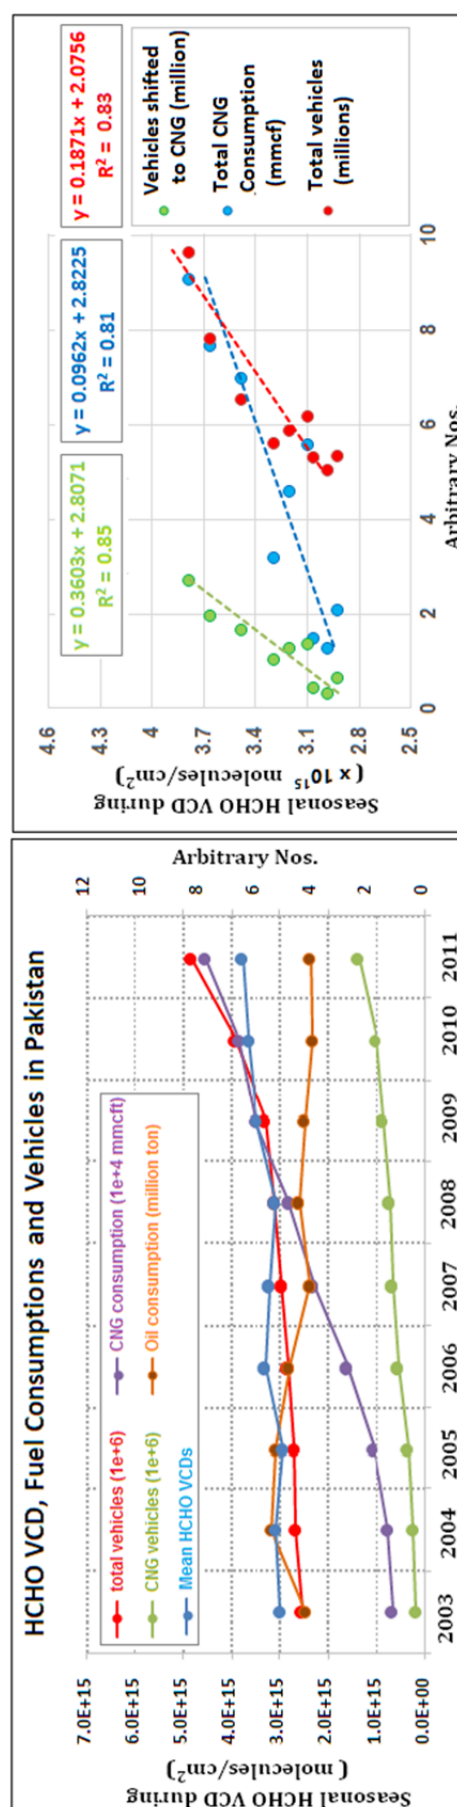 HCHO VCD, Fuel Consumptions and Vehicles in Pakistan
Seasonal HCHO VCD during
( molecules/cm²)
7.0E+15
5.0E+15
4.0E+15
3.0E+15
1.0E+15
0.0E+00
total vehicles (1e+6)
CNG consumption (1e+4 mmcft)
CNG vehicles (1e+6)
Oil consumption (million ton)
Mean HCHO VCDs
12
10
8
6
4
2
0
Arbitrary Nos.
2003 2004 2005 2006 2007 2008 2009 2010 2011
y = 0.3603x + 2.8071
R² = 0.85
y = 0.0962x + 2.8225
R² = 0.81
y = 0.1871x + 2.0756
R² = 0.83
Seasonal HCHO VCD during
( x 10¹⁵ molecules/cm²)
4.6
4.3
4
3.7
3.4
3.1
2.8
2.5
0 2 4 6 8 10
Arbitrary Nos.
Vehicles shifted
to CNG (million)
Total CNG
Consumption
(mmcf)
Total vehicles
(millions)